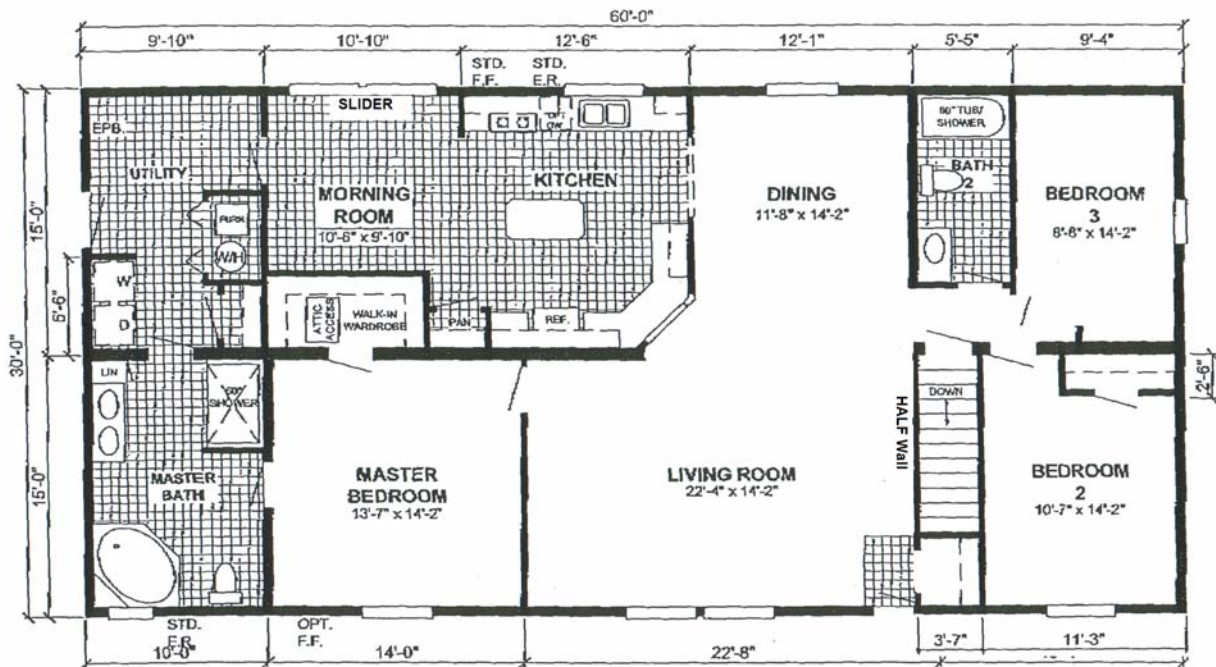 60'-0"
9'-10"
10'-10"
12'-6"
12'-1"
5'-5"
9'-4"
STD.
F.F.
STD.
E.R.
SLIDER
EPB.
60" TUB/
SHOWER
UTILITY
MORNING
ROOM
10'-6" x 9'-10"
KITCHEN
DINING
11'-8" x 14'-2"
BATH
2
BEDROOM
3
8'-6" x 14'-2"
FURN
W/H
W
D
15'-0"
5'-6"
30'-0"
ATTIC
ACCESS
WALK-IN
WARDROBE
PAN
REF.
2'-6"
LIN
60"
SHOWER
DOWN
HALF Wall
MASTER
BATH
MASTER
BEDROOM
13'-7" x 14'-2"
LIVING ROOM
22'-4" x 14'-2"
BEDROOM
2
10'-7" x 14'-2"
15'-0"
STD.
E.R.
OPT.
F.F.
10'-0"
14'-0"
22'-8"
3'-7"
11'-3"